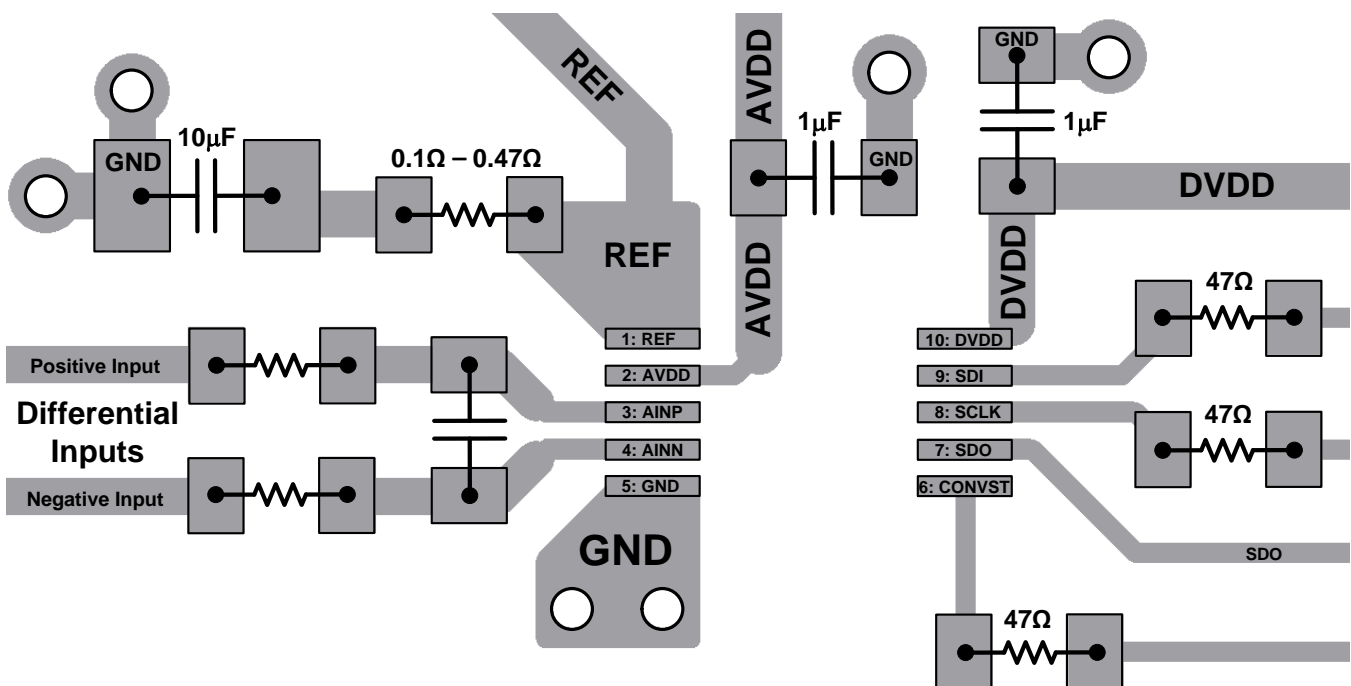 GND
10μF
0.1Ω – 0.47Ω
REF
REF
AVDD
AVDD
1μF
GND
GND
1μF
DVDD
DVDD
47Ω
1: REF
2: AVDD
3: AINP
4: AINN
5: GND
10: DVDD
9: SDI
8: SCLK
7: SDO
6: CONVST
Positive Input
Differential
Inputs
Negative Input
47Ω
GND
SDO
47Ω